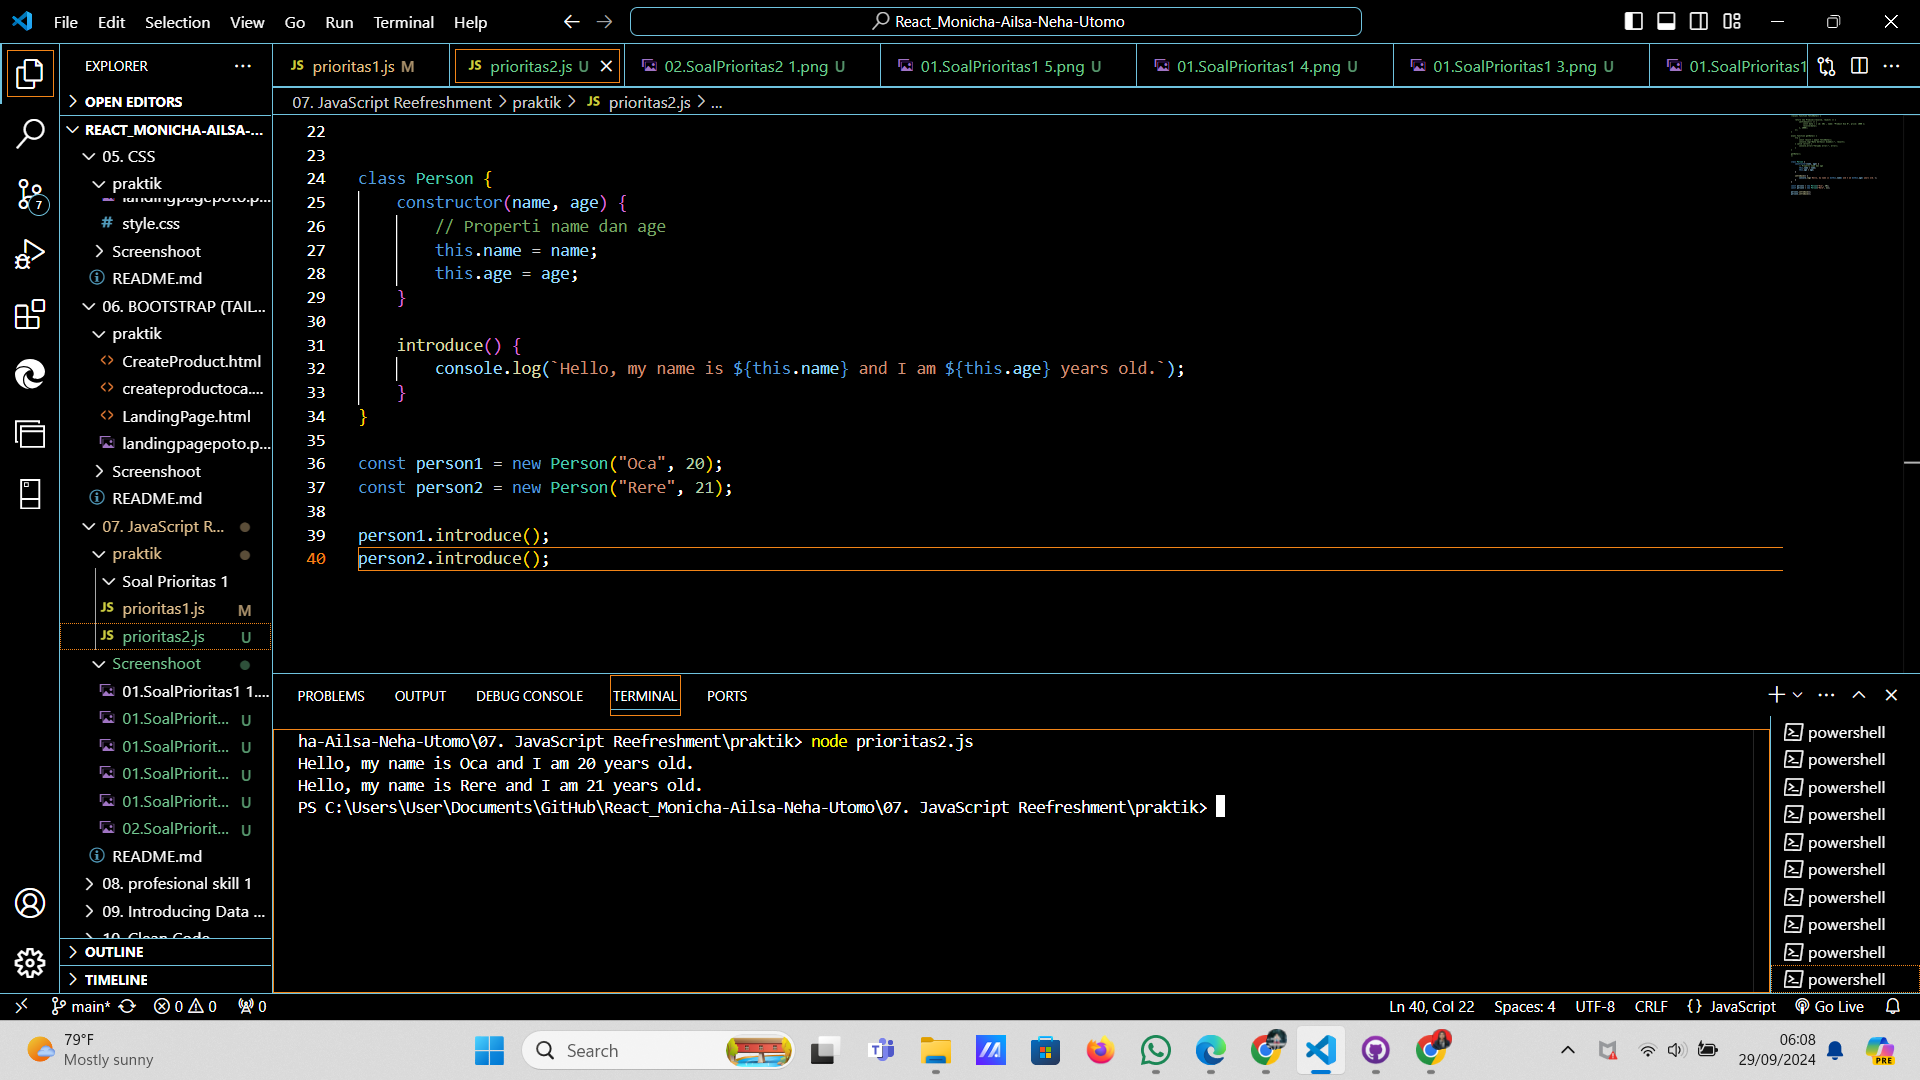 File Edit Selection View Go Run Terminal Help
React_Monicha-Ailsa-Neha-Utomo
EXPLORER
OPEN EDITORS
REACT_MONICHA-AILSA-...
05. CSS
praktik
landingpagepoto.p...
# style.css
Screenshoot
README.md
06. BOOTSTRAP (TAIL...
praktik
CreateProduct.html
createproductoca....
LandingPage.html
landingpagepoto.p...
Screenshoot
README.md
07. JavaScript R...
praktik
Soal Prioritas 1
JS prioritas1.js M
JS prioritas2.js U
Screenshoot
01.SoalPrioritas1 1....
01.SoalPriorit... U
01.SoalPriorit... U
01.SoalPriorit... U
01.SoalPriorit... U
02.SoalPriorit... U
README.md
08. profesional skill 1
09. Introducing Data ...
10. Clean Code
OUTLINE
TIMELINE
JS prioritas1.js M
JS prioritas2.js U
02.SoalPrioritas2 1.png U
01.SoalPrioritas1 5.png U
01.SoalPrioritas1 4.png U
01.SoalPrioritas1 3.png U
01.SoalPrioritas1
07. JavaScript Reefreshment > praktik > JS prioritas2.js > ...
22
23
24 class Person {
25 constructor(name, age) {
26 // Properti name dan age
27 this.name = name;
28 this.age = age;
29 }
30
31 introduce() {
32 console.log(`Hello, my name is ${this.name} and I am ${this.age} years old.`);
33 }
34 }
35
36 const person1 = new Person("Oca", 20);
37 const person2 = new Person("Rere", 21);
38
39 person1.introduce();
40 person2.introduce();
PROBLEMS OUTPUT DEBUG CONSOLE TERMINAL PORTS
ha-Ailsa-Neha-Utomo\07. JavaScript Reefreshment\praktik> node prioritas2.js
Hello, my name is Oca and I am 20 years old.
Hello, my name is Rere and I am 21 years old.
PS C:\Users\User\Documents\GitHub\React_Monicha-Ailsa-Neha-Utomo\07. JavaScript Reefreshment\praktik>
powershell
powershell
powershell
powershell
powershell
powershell
powershell
powershell
powershell
powershell
7
main* 0 0 0
Ln 40, Col 22 Spaces: 4 UTF-8 CRLF {} JavaScript Go Live
79°F
Mostly sunny
Search
PRE
06:08
29/09/2024